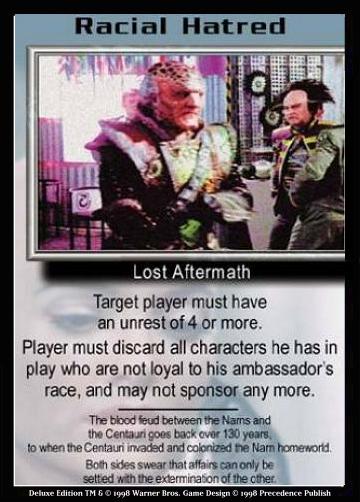 Racial Hatred
Lost Aftermath
Target player must have
an unrest of 4 or more.
Player must discard all characters he has in
play who are not loyal to his ambassador's
race, and may not sponsor any more.
The blood feud between the Narns and
the Centauri goes back over 130 years,
to when the Centauri invaded and colonized the Narn homeworld.
Both sides swear that affairs can only be
settled with the extermination of the other.
Deluxe Edition TM & © 1998 Warner Bros. Game Design © 1998 Precedence Publish